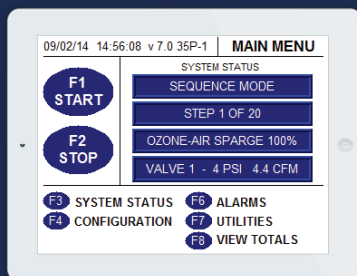 09/02/14 14:56:08 v 7.0 35P-1 MAIN MENU
F1 START
SYSTEM STATUS
SEQUENCE MODE
STEP 1 OF 20
F2 STOP
OZONE-AIR SPARGE 100%
VALVE 1 - 4 PSI 4.4 CFM
F3 SYSTEM STATUS F6 ALARMS
F4 CONFIGURATION F7 UTILITIES
F8 VIEW TOTALS